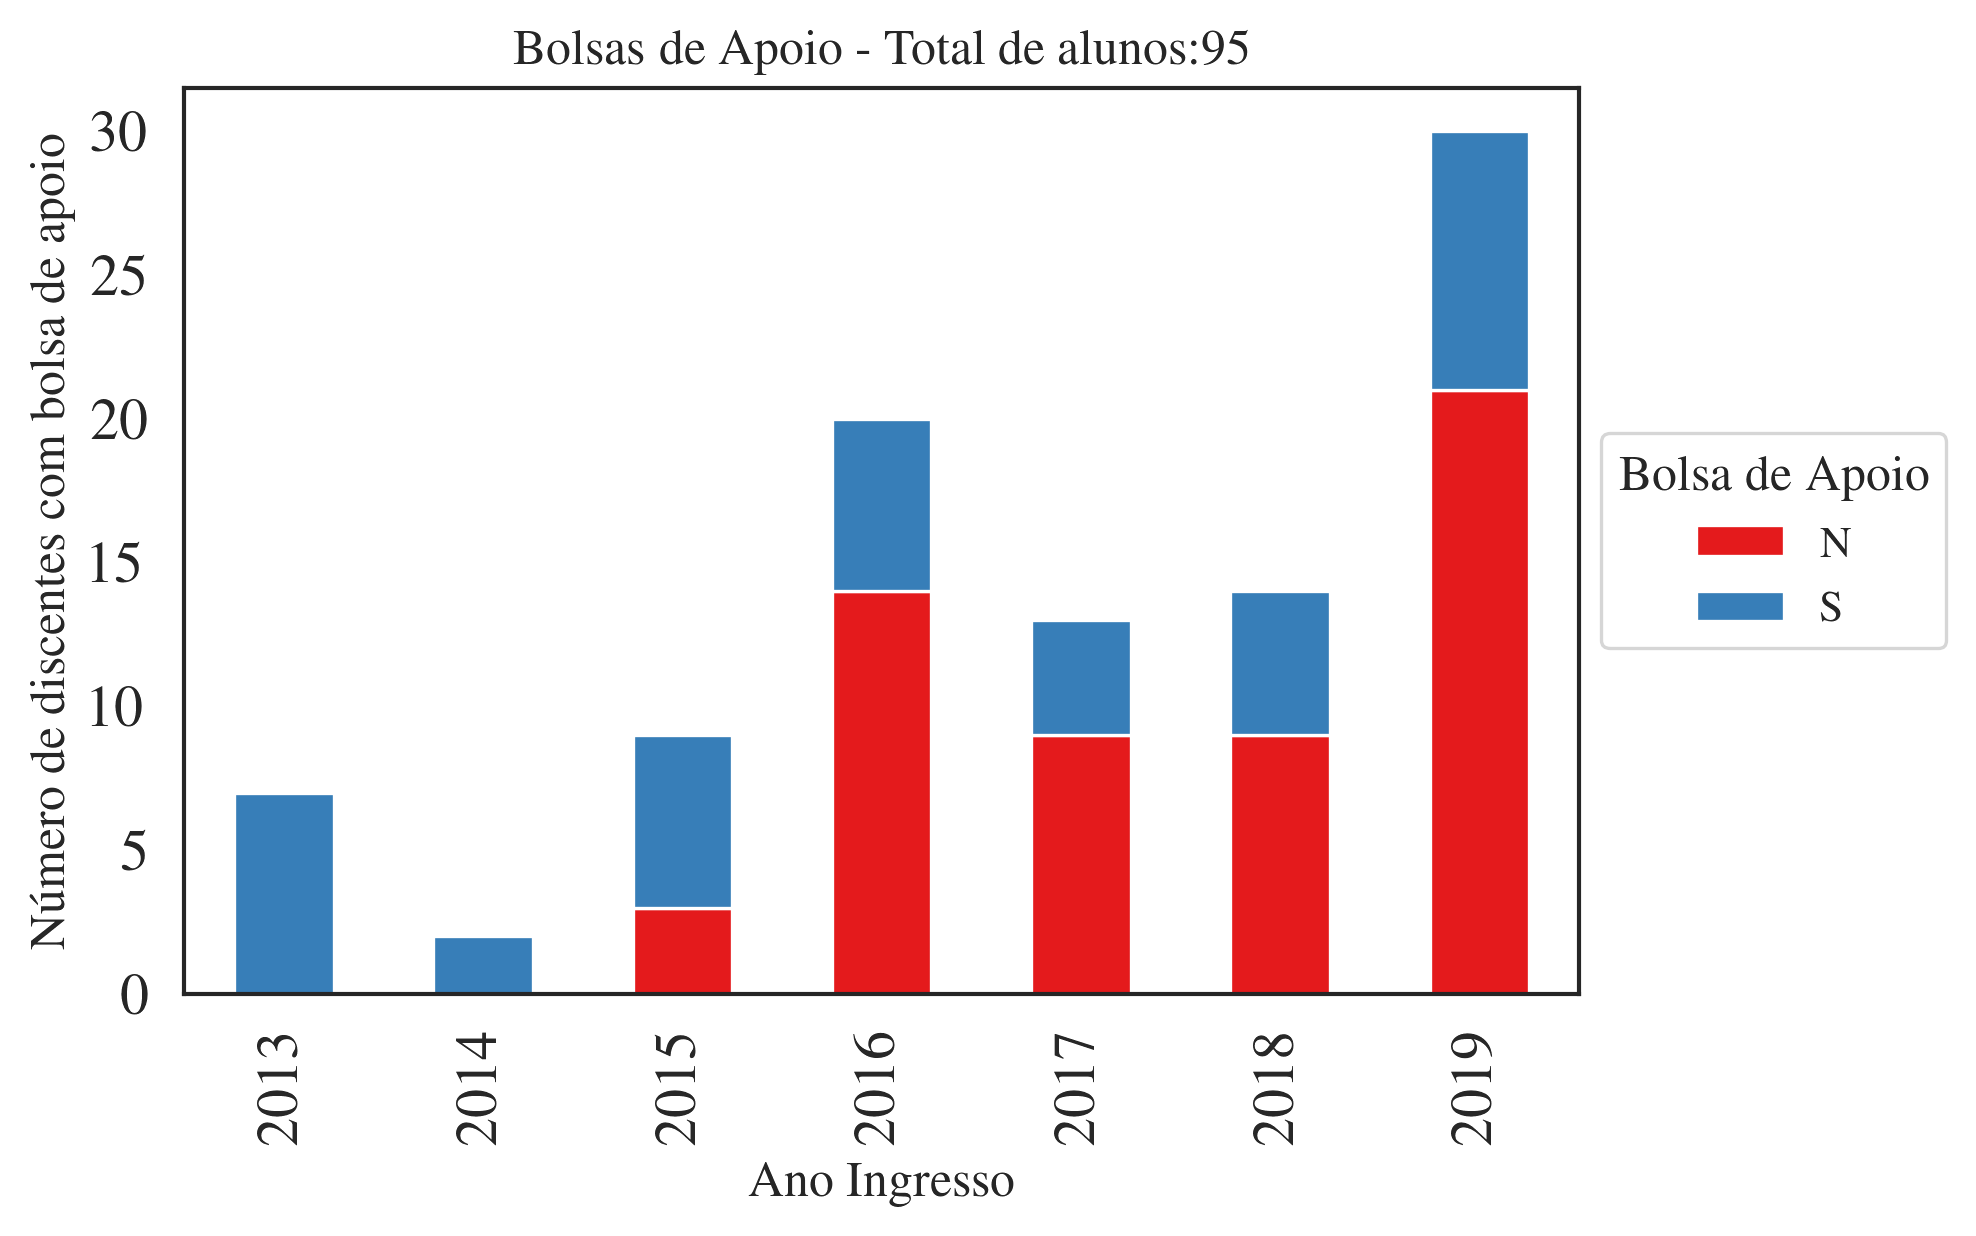 Bolsas de Apoio - Total de alunos:95
Número de discentes com bolsa de apoio
30
25
20
15
10
5
0
2013
2014
2015
2016
2017
2018
2019
Ano Ingresso
Bolsa de Apoio
N
S